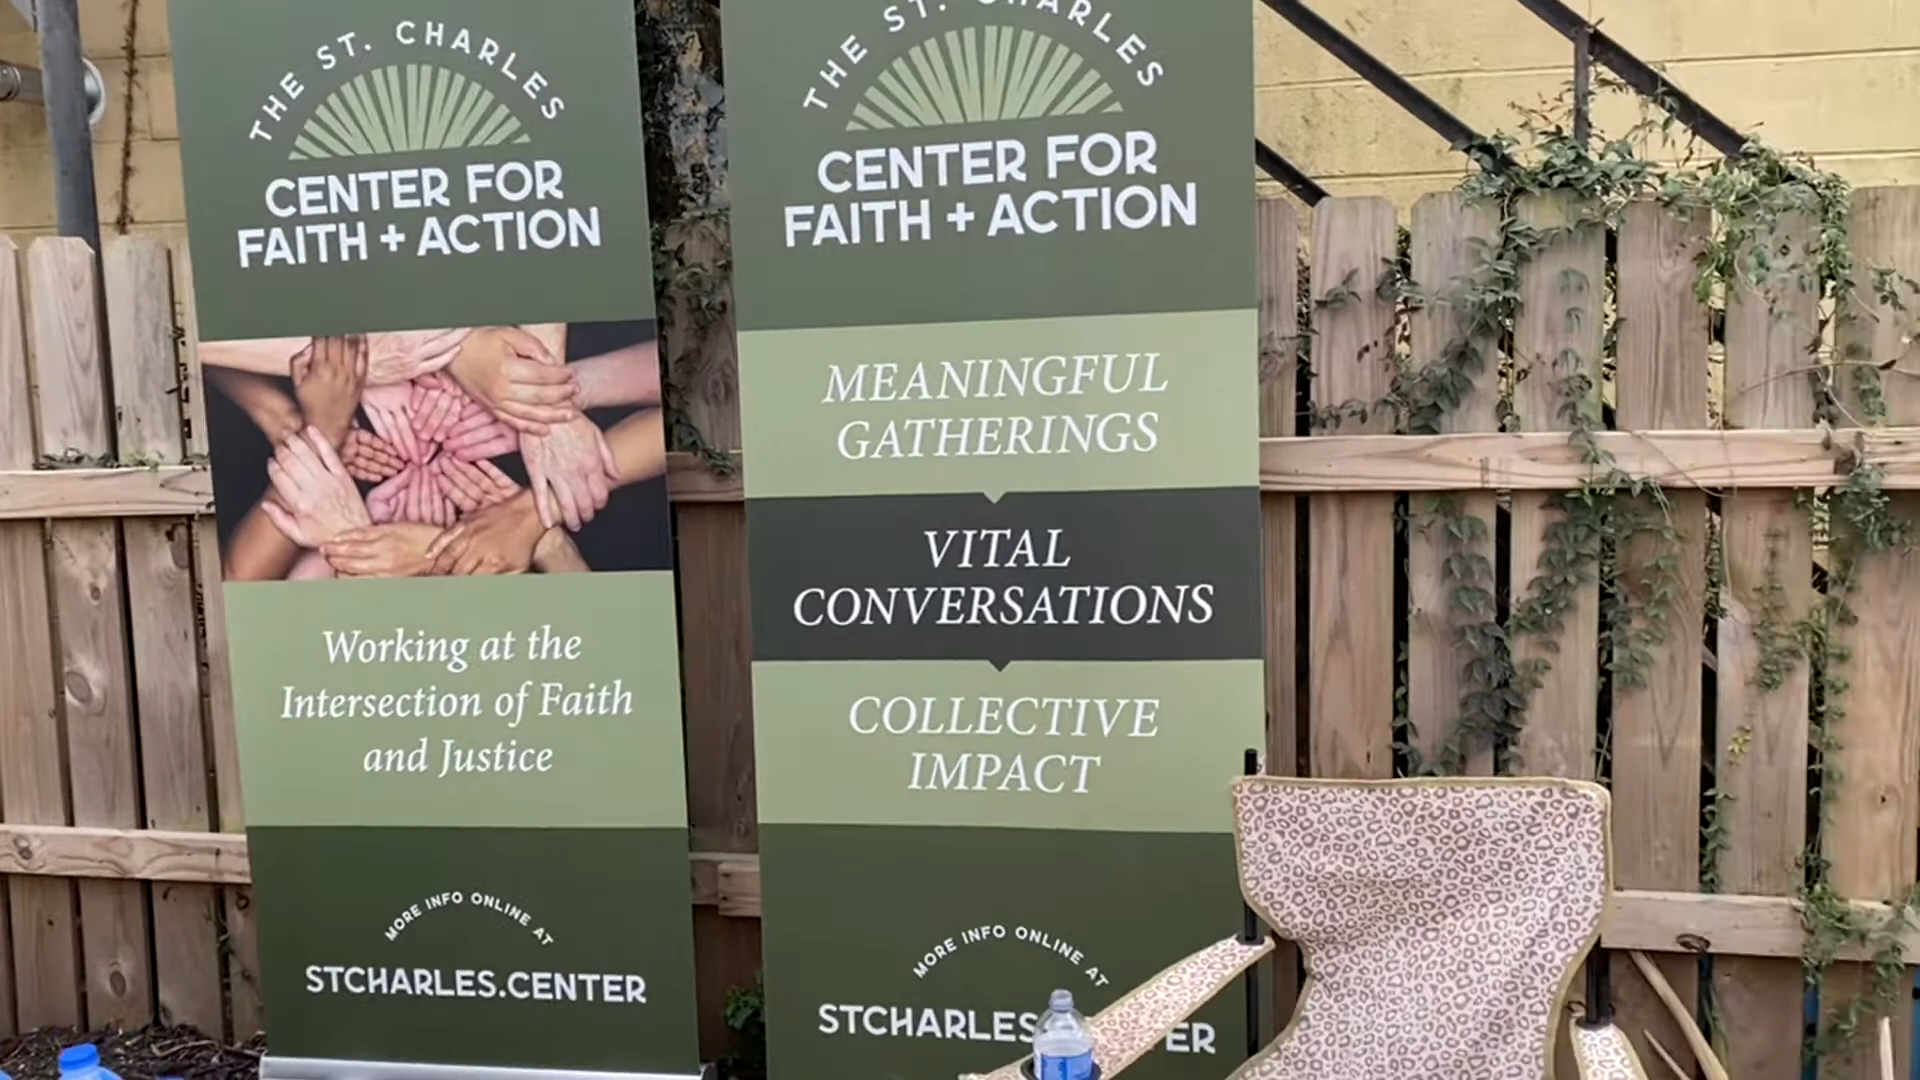 THE ST. CHARLES
CENTER FOR
FAITH + ACTION
Working at the
Intersection of Faith
and Justice
MORE INFO ONLINE AT
STCHARLES.CENTER
THE ST. CHARLES
CENTER FOR
FAITH + ACTION
MEANINGFUL
GATHERINGS
VITAL
CONVERSATIONS
COLLECTIVE
IMPACT
MORE INFO ONLINE AT
STCHARLES